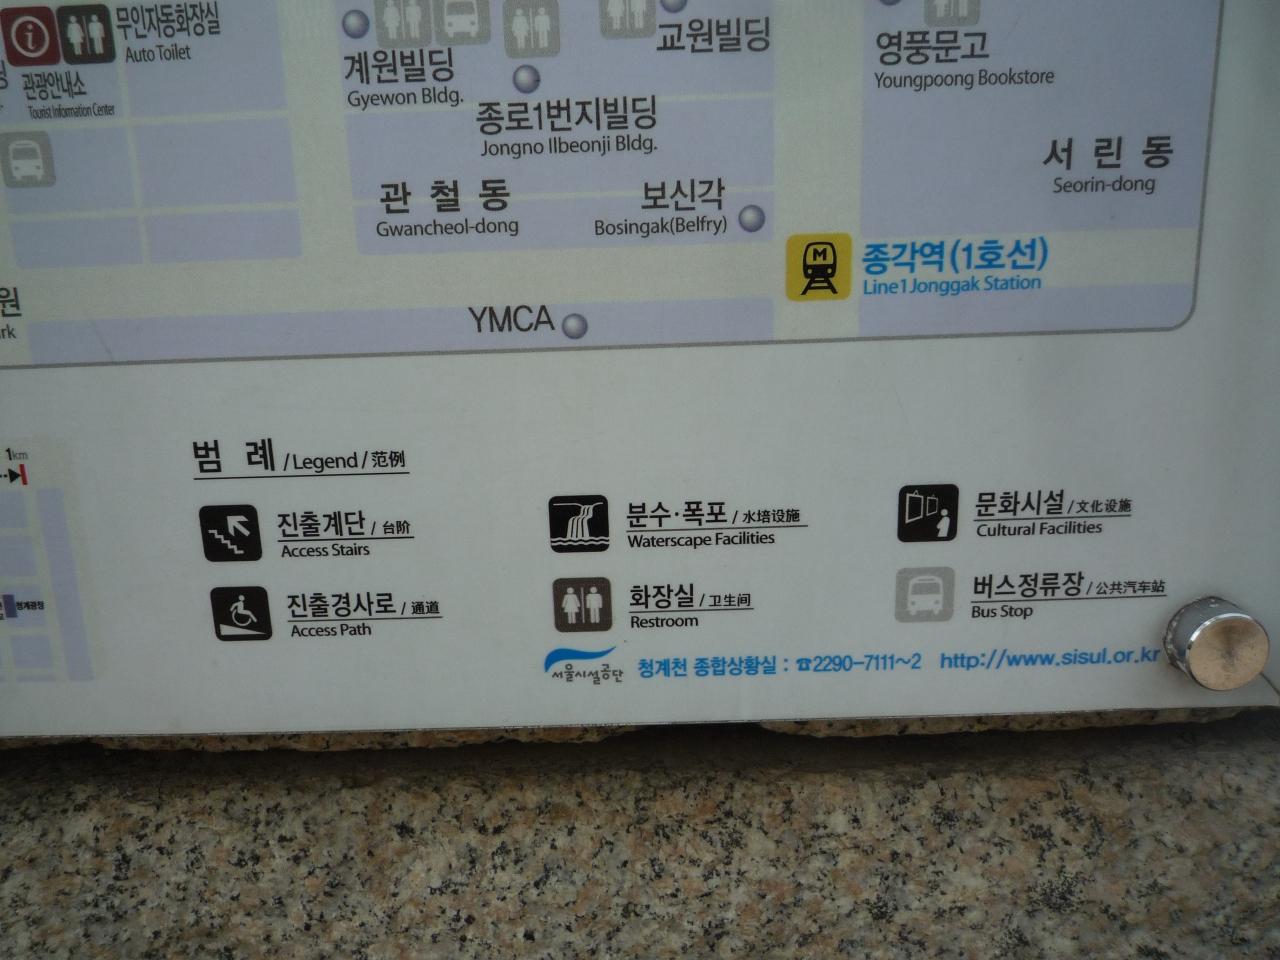 무인자동화장실
Auto Toilet
관광안내소
Tourist Information Center
계원빌딩
Gyewon Bldg.
종로1번지빌딩
Jongno Ilbeonji Bldg.
교원빌딩
영풍문고
Youngpoong Bookstore
관 철 동
Gwancheol-dong
보신각
Bosingak(Belfry)
서 린 동
Seorin-dong
M
종각역(1호선)
Line1 Jonggak Station
원
rk
YMCA
1km
범 례 /Legend/范例
진출계단 / 台阶
Access Stairs
분수·폭포 / 水培设施
Waterscape Facilities
문화시설 /文化设施
Cultural Facilities
진출경사로 / 通道
Access Path
화장실 /卫生间
Restroom
버스정류장 /公共汽车站
Bus Stop
청계광장
서울시설공단
청계천 종합상황실 : ☎2290-7111~2 http://www.sisul.or.kr